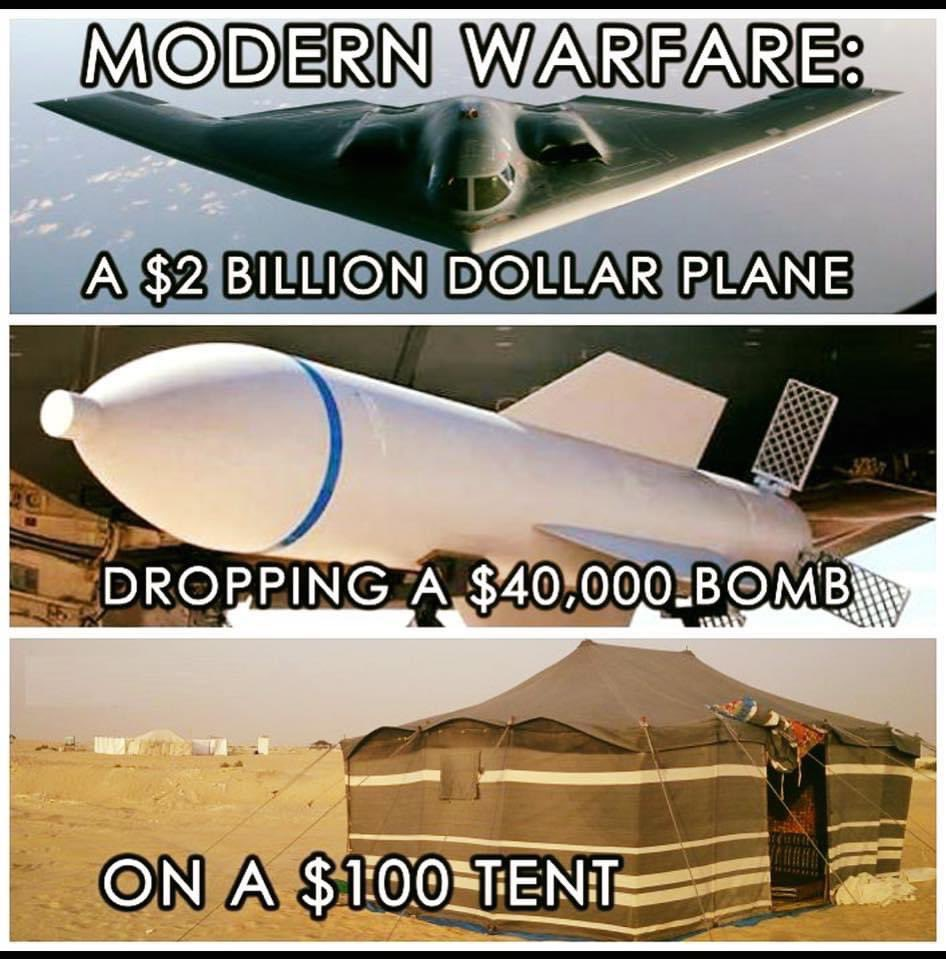 MODERN WARFARE:
A $2 BILLION DOLLAR PLANE
DROPPING A $40,000 BOMB
ON A $100 TENT